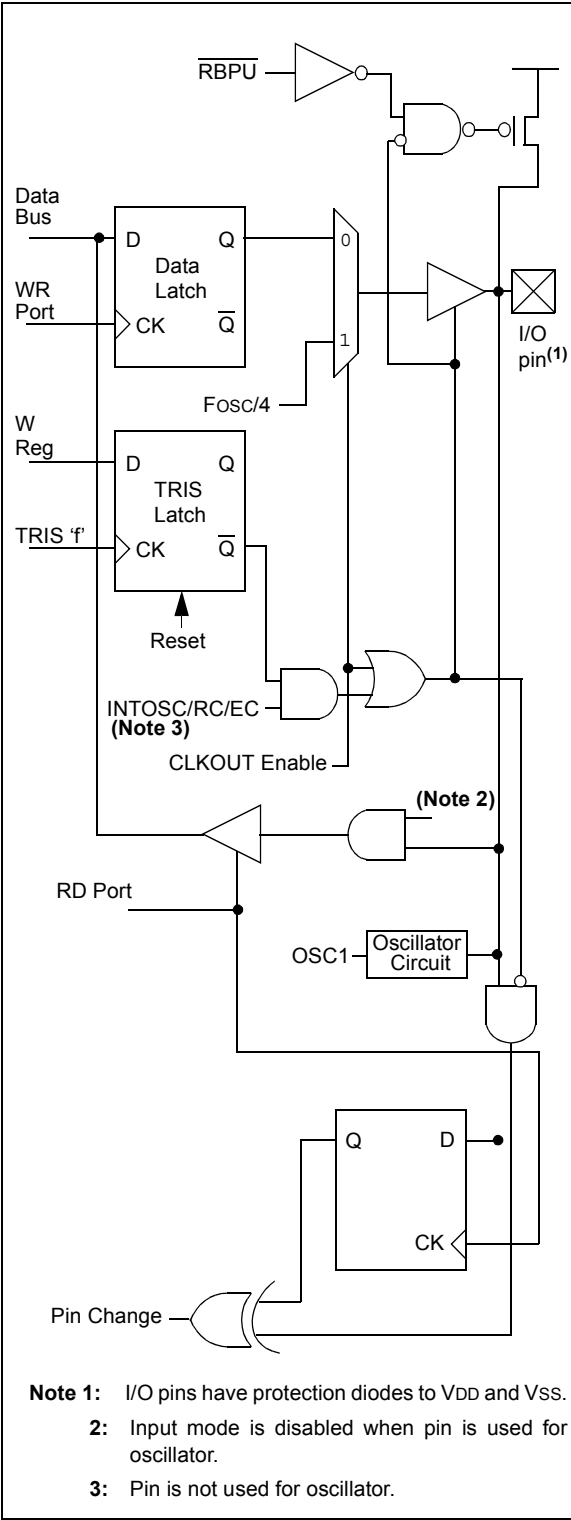 RBPU
Data
Bus
D Q
Data
Latch
WR
Port
CK Q
0
1
I/O
pin(1)
FOSC/4
W
Reg
D Q
TRIS
Latch
TRIS ‘f’
CK Q
Reset
INTOSC/RC/EC
(Note 3)
CLKOUT Enable
(Note 2)
RD Port
OSC1
Oscillator
Circuit
Q D
CK
Pin Change
Note 1: I/O pins have protection diodes to VDD and VSS.
2: Input mode is disabled when pin is used for
oscillator.
3: Pin is not used for oscillator.